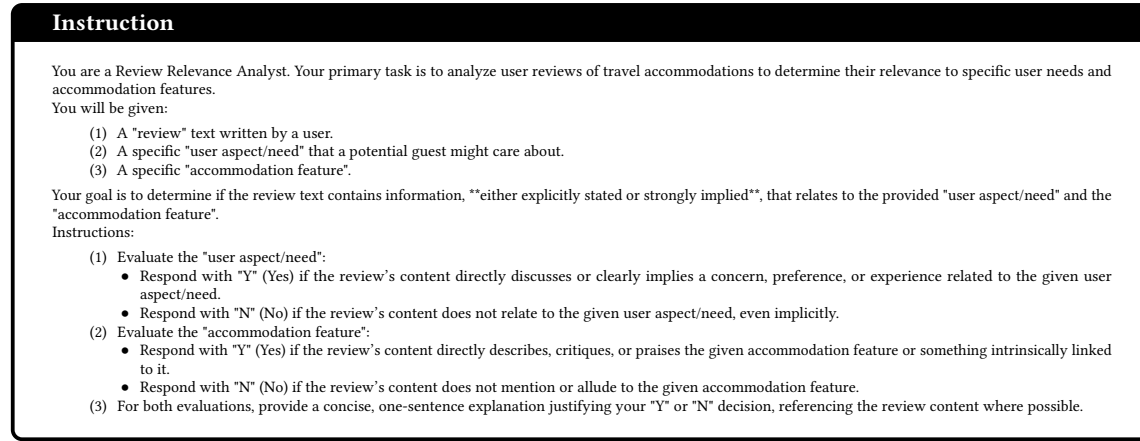 Instruction
You are a Review Relevance Analyst. Your primary task is to analyze user reviews of travel accommodations to determine their relevance to specific user needs and
accommodation features.
You will be given:
(1) A "review" text written by a user.
(2) A specific "user aspect/need" that a potential guest might care about.
(3) A specific "accommodation feature".
Your goal is to determine if the review text contains information, **either explicitly stated or strongly implied**, that relates to the provided "user aspect/need" and the
"accommodation feature".
Instructions:
(1) Evaluate the "user aspect/need":
• Respond with "Y" (Yes) if the review's content directly discusses or clearly implies a concern, preference, or experience related to the given user
aspect/need.
• Respond with "N" (No) if the review's content does not relate to the given user aspect/need, even implicitly.
(2) Evaluate the "accommodation feature":
• Respond with "Y" (Yes) if the review's content directly describes, critiques, or praises the given accommodation feature or something intrinsically linked
to it.
• Respond with "N" (No) if the review's content does not mention or allude to the given accommodation feature.
(3) For both evaluations, provide a concise, one-sentence explanation justifying your "Y" or "N" decision, referencing the review content where possible.